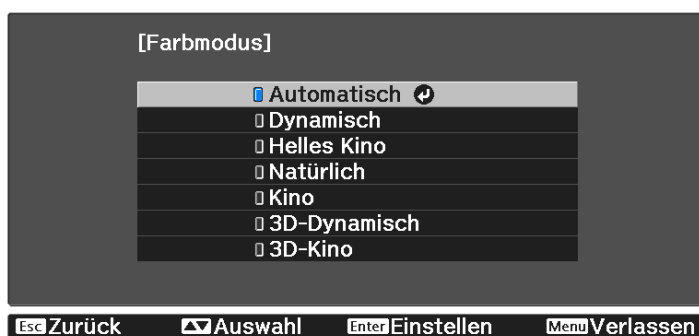 [Farbmodus]
Automatisch
Dynamisch
Helles Kino
Natürlich
Kino
3D-Dynamisch
3D-Kino
Esc Zurück Auswahl Enter Einstellen Menu Verlassen